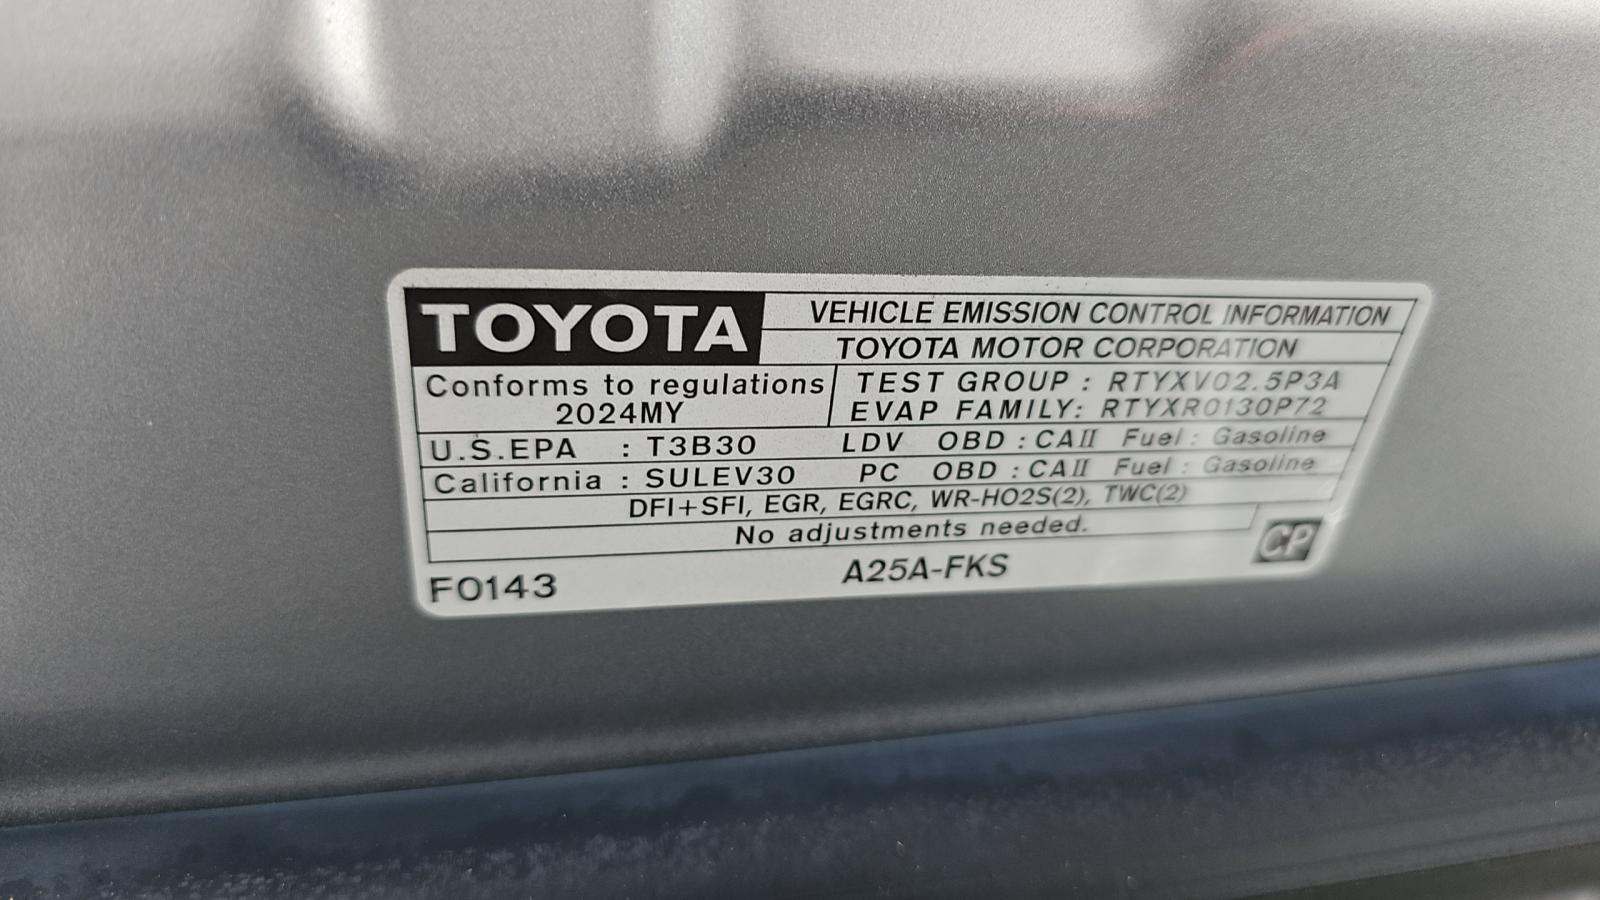 TOYOTA
VEHICLE EMISSION CONTROL INFORMATION
TOYOTA MOTOR CORPORATION
Conforms to regulations
2024MY
TEST GROUP : RTYXV02.5P3A
EVAP FAMILY: RTYXR0130P72
U.S.EPA : T3B30 LDV OBD : CAII Fuel : Gasoline
California : SULEV30 PC OBD : CAII Fuel : Gasoline
DFI+SFI, EGR, EGRC, WR-HO2S(2), TWC(2)
No adjustments needed.
F0143 A25A-FKS CP